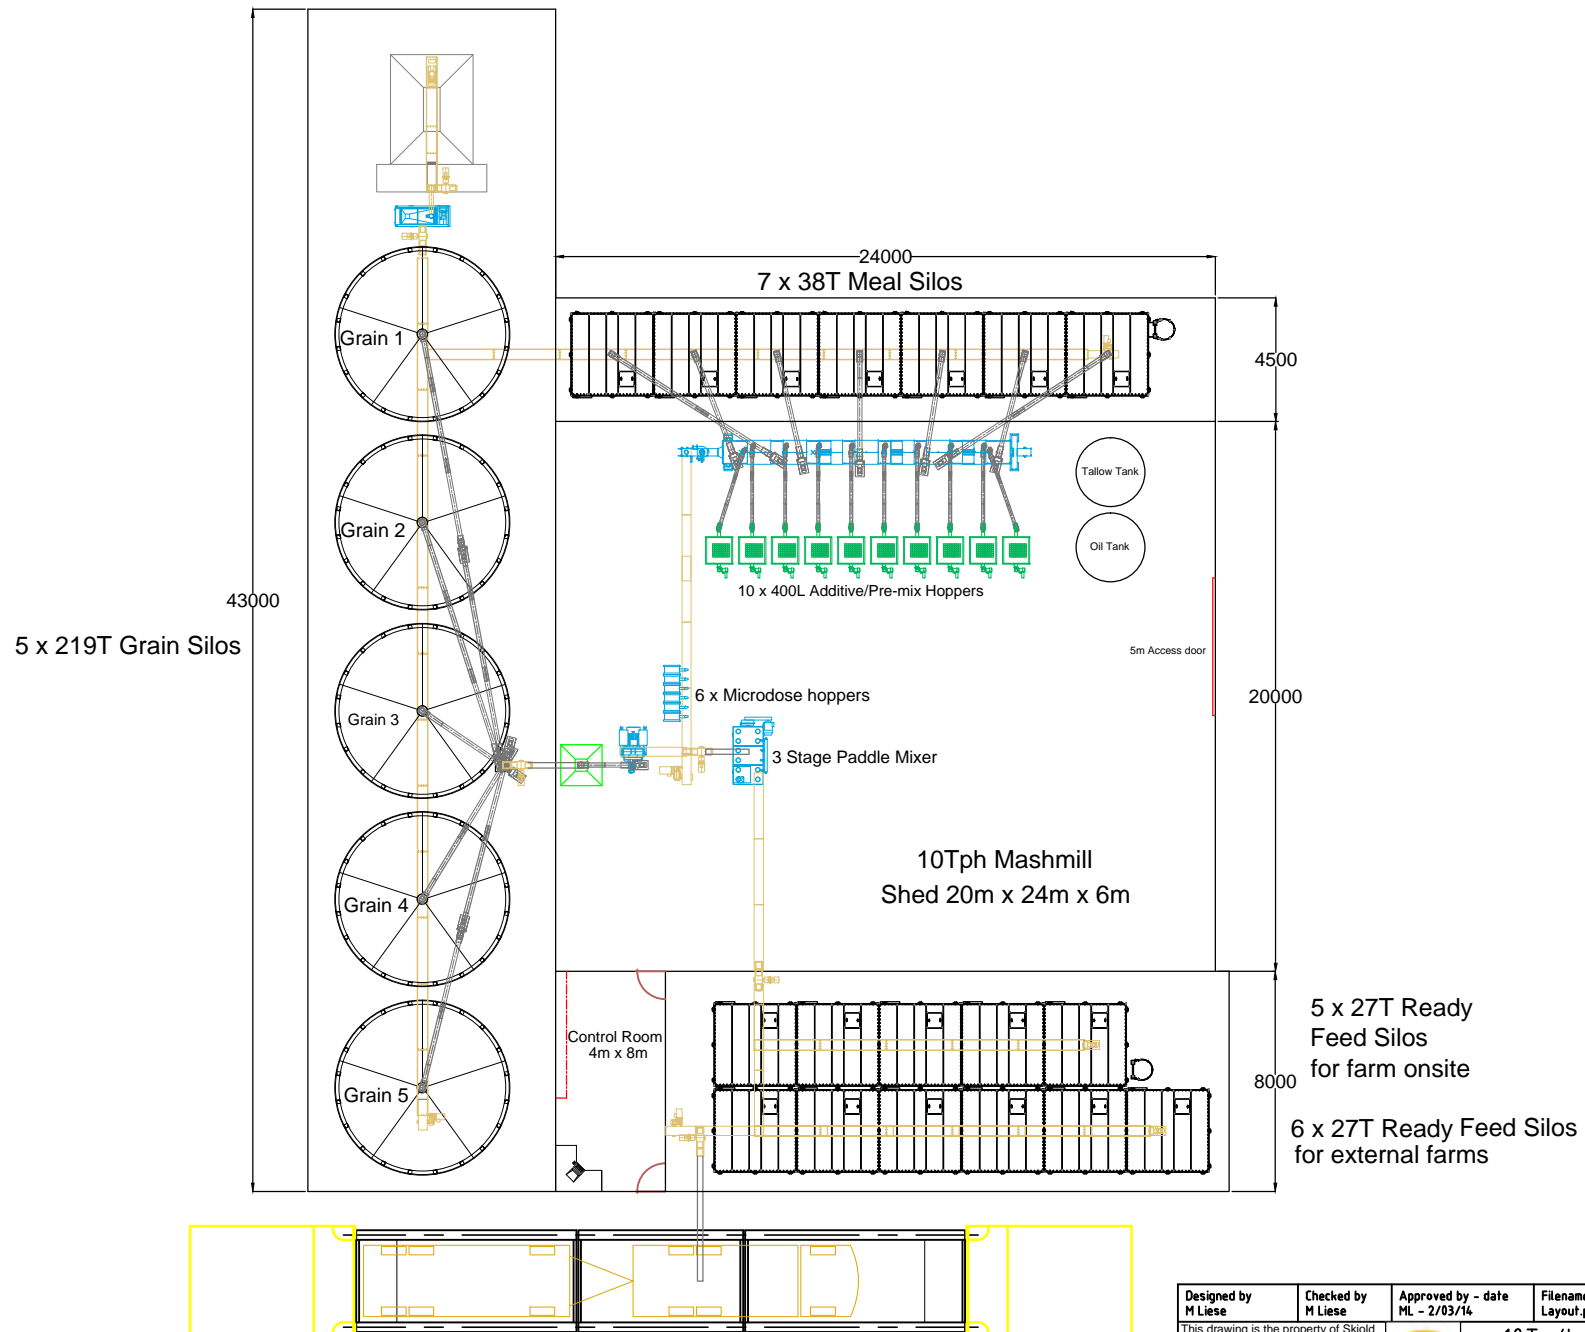 24000
7 x 38T Meal Silos
Grain 1
4500
Tallow Tank
Grain 2
Oil Tank
10 x 400L Additive/Pre-mix Hoppers
43000
5 x 219T Grain Silos
5m Access door
6 x Microdose hoppers
20000
Grain 3
3 Stage Paddle Mixer
10Tph Mashmill
Shed 20m x 24m x 6m
Grain 4
5 x 27T Ready
Feed Silos
for farm onsite
Control Room
4m x 8m
8000
Grain 5
6 x 27T Ready Feed Silos
for external farms
Designed by
M Liese
Checked by
M Liese
Approved by - date
ML - 2/03/14
Filename
Layout.p
This drawing is the property of Skiold